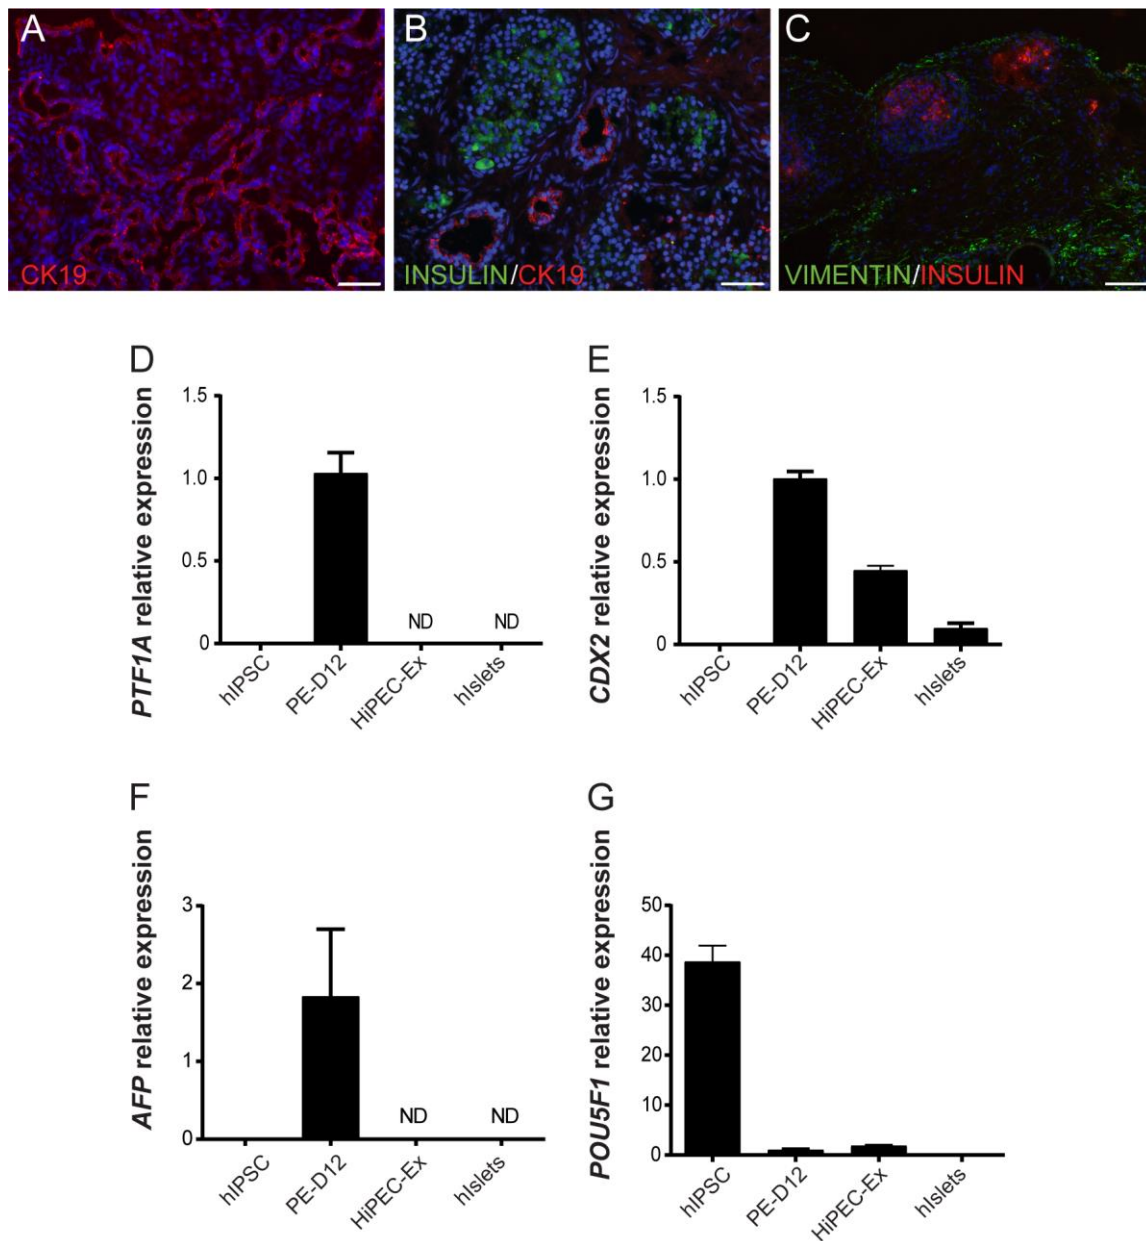 A
B
C
CK19
INSULIN/CK19
VIMENTIN/INSULIN
D
PTF1A relative expression
1.5
1.0
0.5
0
ND
ND
hIPSC
PE-D12
HiPEC-Ex
hIslets
E
CDX2 relative expression
1.5
1.0
0.5
0
hIPSC
PE-D12
HiPEC-Ex
hIslets
F
AFP relative expression
3
2
1
0
ND
ND
hIPSC
PE-D12
HiPEC-Ex
hIslets
G
POU5F1 relative expression
50
40
30
20
10
0
hIPSC
PE-D12
HiPEC-Ex
hIslets